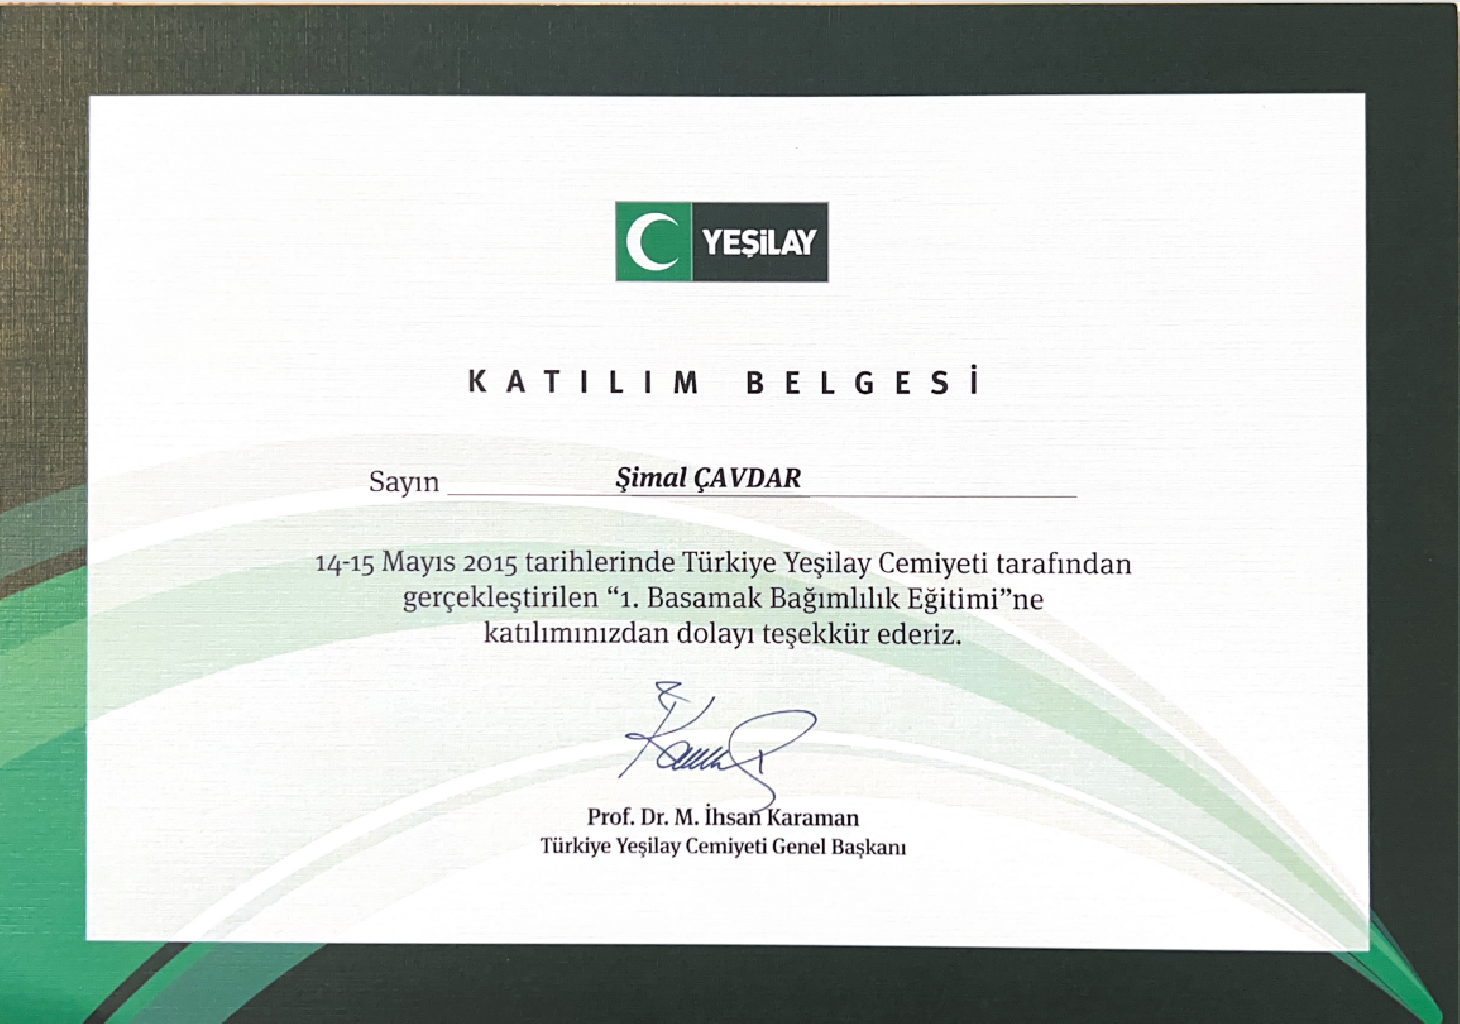 YEŞİLAY
KATILIM BELGESİ
Sayın Şimal ÇAVDAR
14-15 Mayıs 2015 tarihlerinde Türkiye Yeşilay Cemiyeti tarafından
gerçekleştirilen “1. Basamak Bağımlılık Eğitimi”ne
katılımınızdan dolayı teşekkür ederiz.
Prof. Dr. M. İhsan Karaman
Türkiye Yeşilay Cemiyeti Genel Başkanı